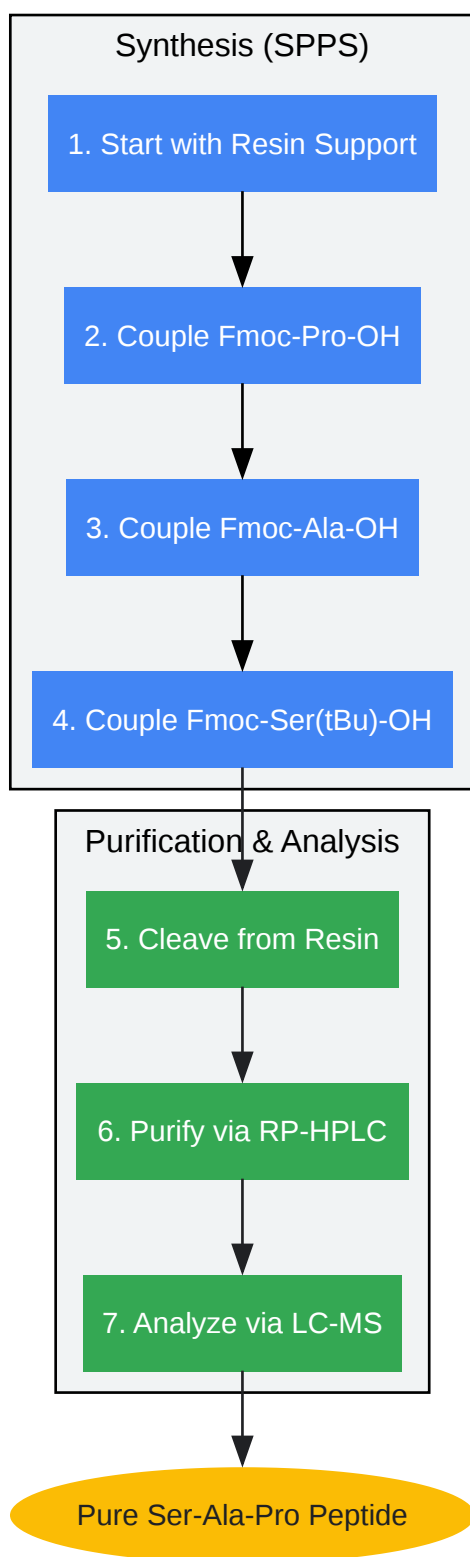 Synthesis (SPPS)
1. Start with Resin Support
2. Couple Fmoc-Pro-OH
3. Couple Fmoc-Ala-OH
4. Couple Fmoc-Ser(tBu)-OH
Purification & Analysis
5. Cleave from Resin
6. Purify via RP-HPLC
7. Analyze via LC-MS
Pure Ser-Ala-Pro Peptide